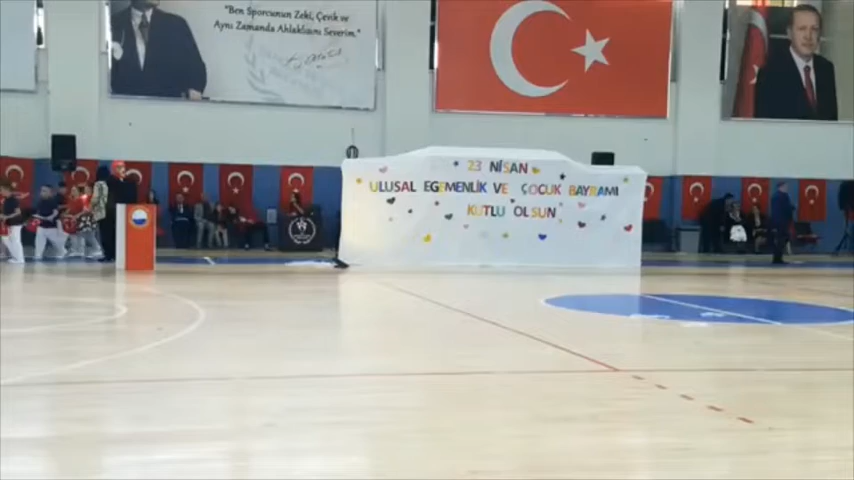 "Ben Sporcunun Zeki, Çevik ve
Aynı Zamanda Ahlaklısını Severim."
23 NİSAN
ULUSAL EGEMENLİK VE ÇOCUK BAYRAMI
KUTLU OLSUN